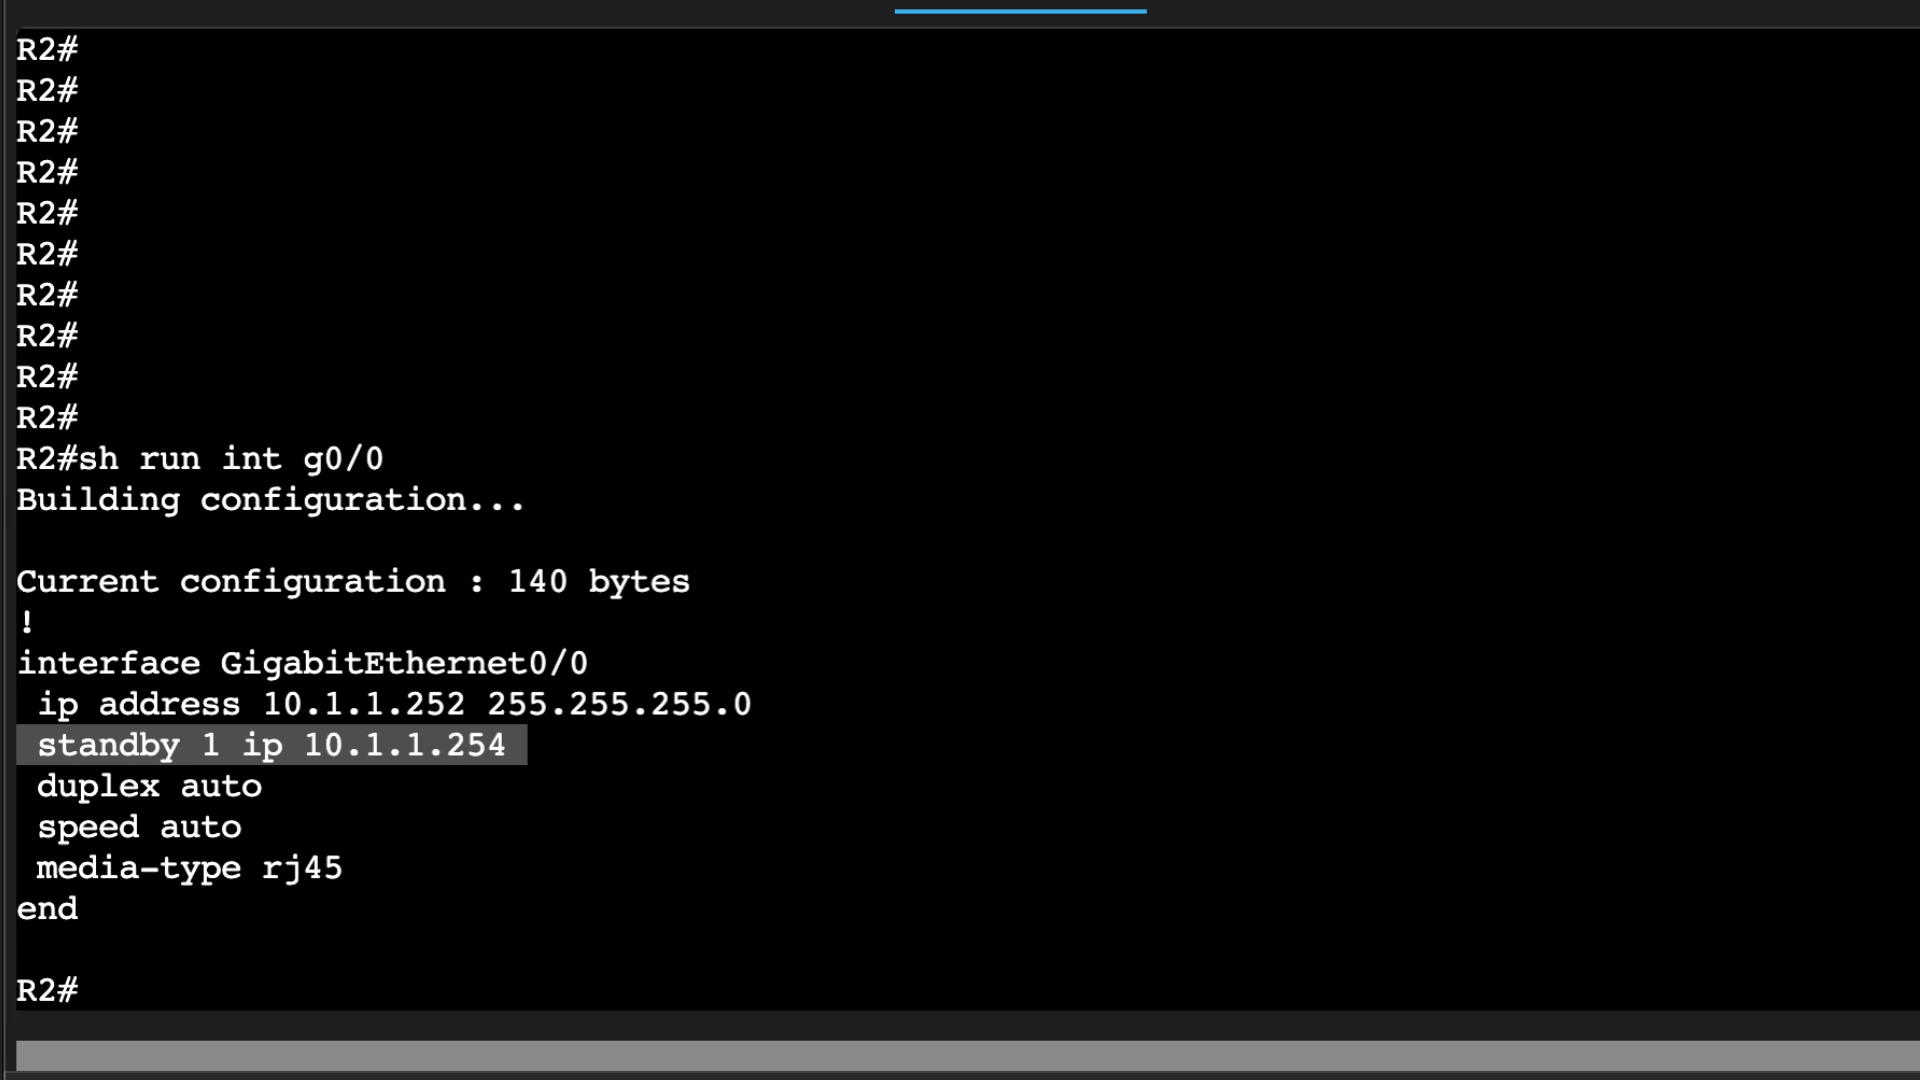 R2#
R2#
R2#
R2#
R2#
R2#
R2#
R2#
R2#
R2#
R2#sh run int g0/0
Building configuration...

Current configuration : 140 bytes
!
interface GigabitEthernet0/0
 ip address 10.1.1.252 255.255.255.0
 standby 1 ip 10.1.1.254
 duplex auto
 speed auto
 media-type rj45
end

R2#